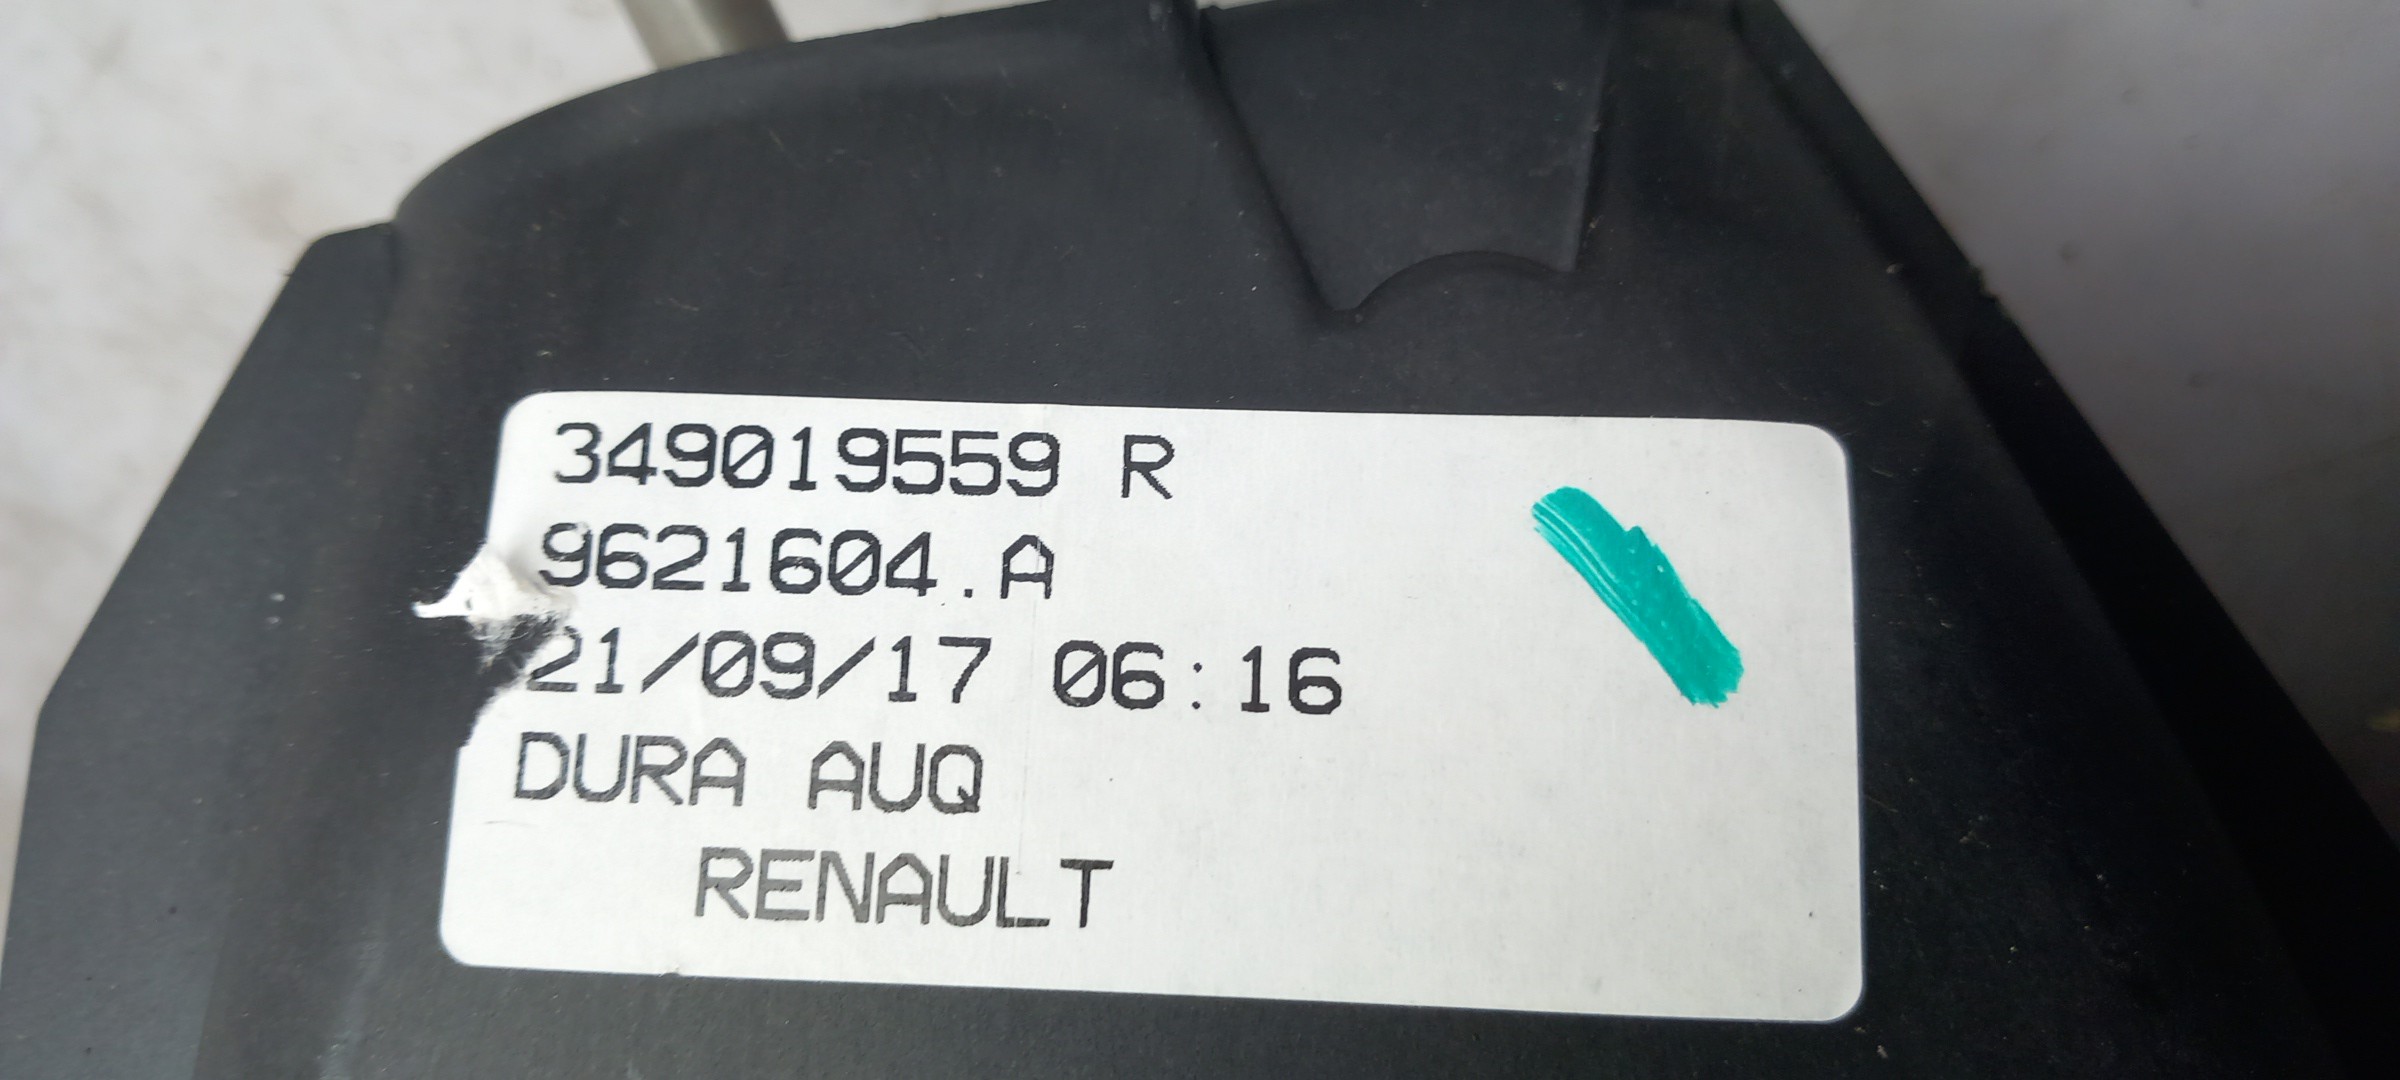 349019559 R
9621604.A
21/09/17 06:16
DURA AUQ
RENAULT